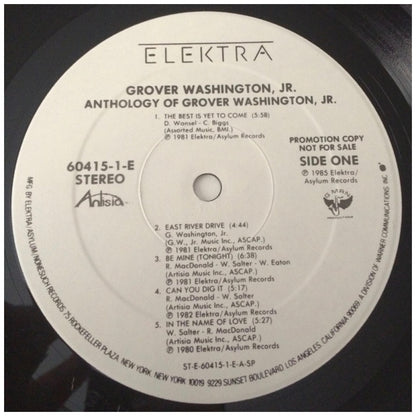 ELEKTRA
GROVER WASHINGTON, JR.
ANTHOLOGY OF GROVER WASHINGTON, JR.
1. THE BEST IS YET TO COME (5:58)
D. Wansel - C. Biggs
(Assorted Music, BMI.)
℗ 1981 Elektra/Asylum Records
60415-1-E
STEREO
Artisia
PROMOTION COPY
NOT FOR SALE
SIDE ONE
℗ 1985 Elektra/
Asylum Records
G MAN
2. EAST RIVER DRIVE (4:44)
G. Washington, Jr.
(G.W., Jr. Music Inc., ASCAP.)
℗ 1981 Elektra/Asylum Records
3. BE MINE (TONIGHT) (6:38)
R. MacDonald - W. Salter - W. Eaton
(Artisia Music Inc., ASCAP.)
℗ 1981 Elektra/Asylum Records
4. CAN YOU DIG IT (5:17)
R. MacDonald - W. Salter
(Artisia Music Inc., ASCAP.)
℗ 1982 Elektra/Asylum Records
5. IN THE NAME OF LOVE (5:27)
W. Salter - R. MacDonald
(Artisia Music Inc., ASCAP.)
℗ 1980 Elektra/Asylum Records
ST-E-60415-1-E-A-SP
MFG. BY ELEKTRA/ASYLUM/NONESUCH RECORDS 75 ROCKEFELLER PLAZA, NEW YORK, NEW YORK 10019 9229 SUNSET BOULEVARD LOS ANGELES, CALIFORNIA 90069. A DIVISION OF WARNER COMMUNICATIONS, INC.